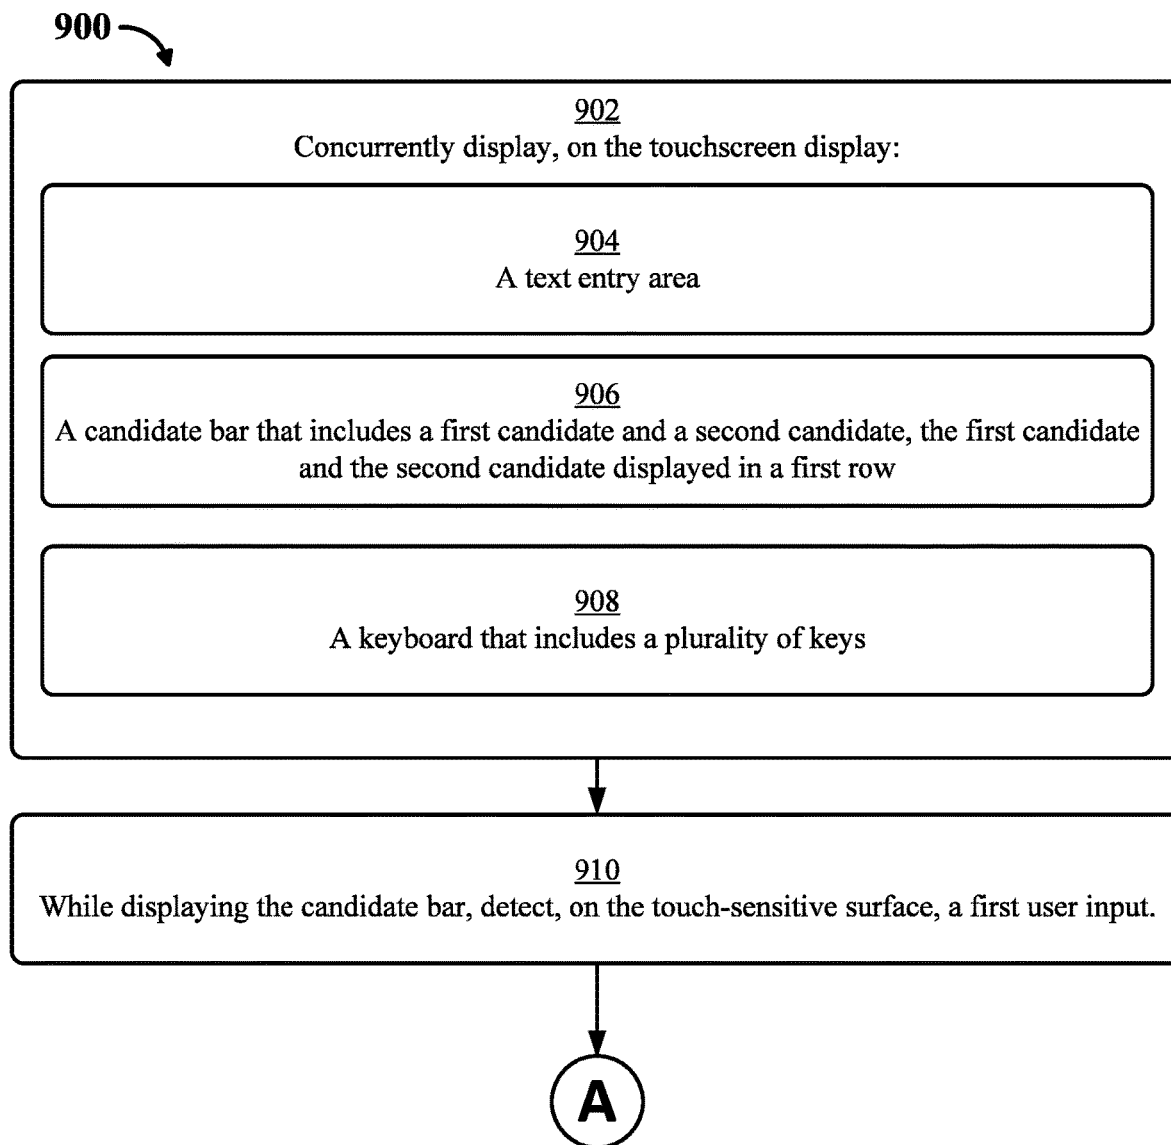 900
902
Concurrently display, on the touchscreen display:
904
A text entry area
906
A candidate bar that includes a first candidate and a second candidate, the first candidate
and the second candidate displayed in a first row
908
A keyboard that includes a plurality of keys
910
While displaying the candidate bar, detect, on the touch-sensitive surface, a first user input.
A